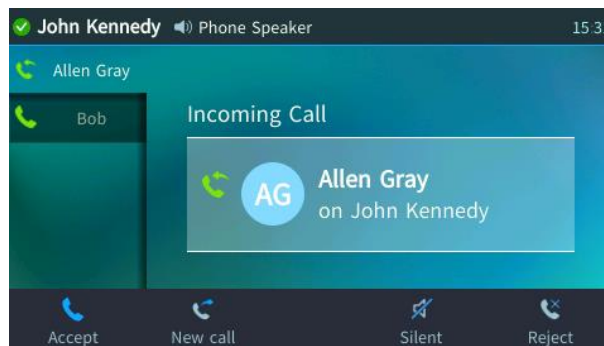 John Kennedy Phone Speaker 15:3
Allen Gray
Bob
Incoming Call
AG
Allen Gray
on John Kennedy
Accept New call Silent Reject